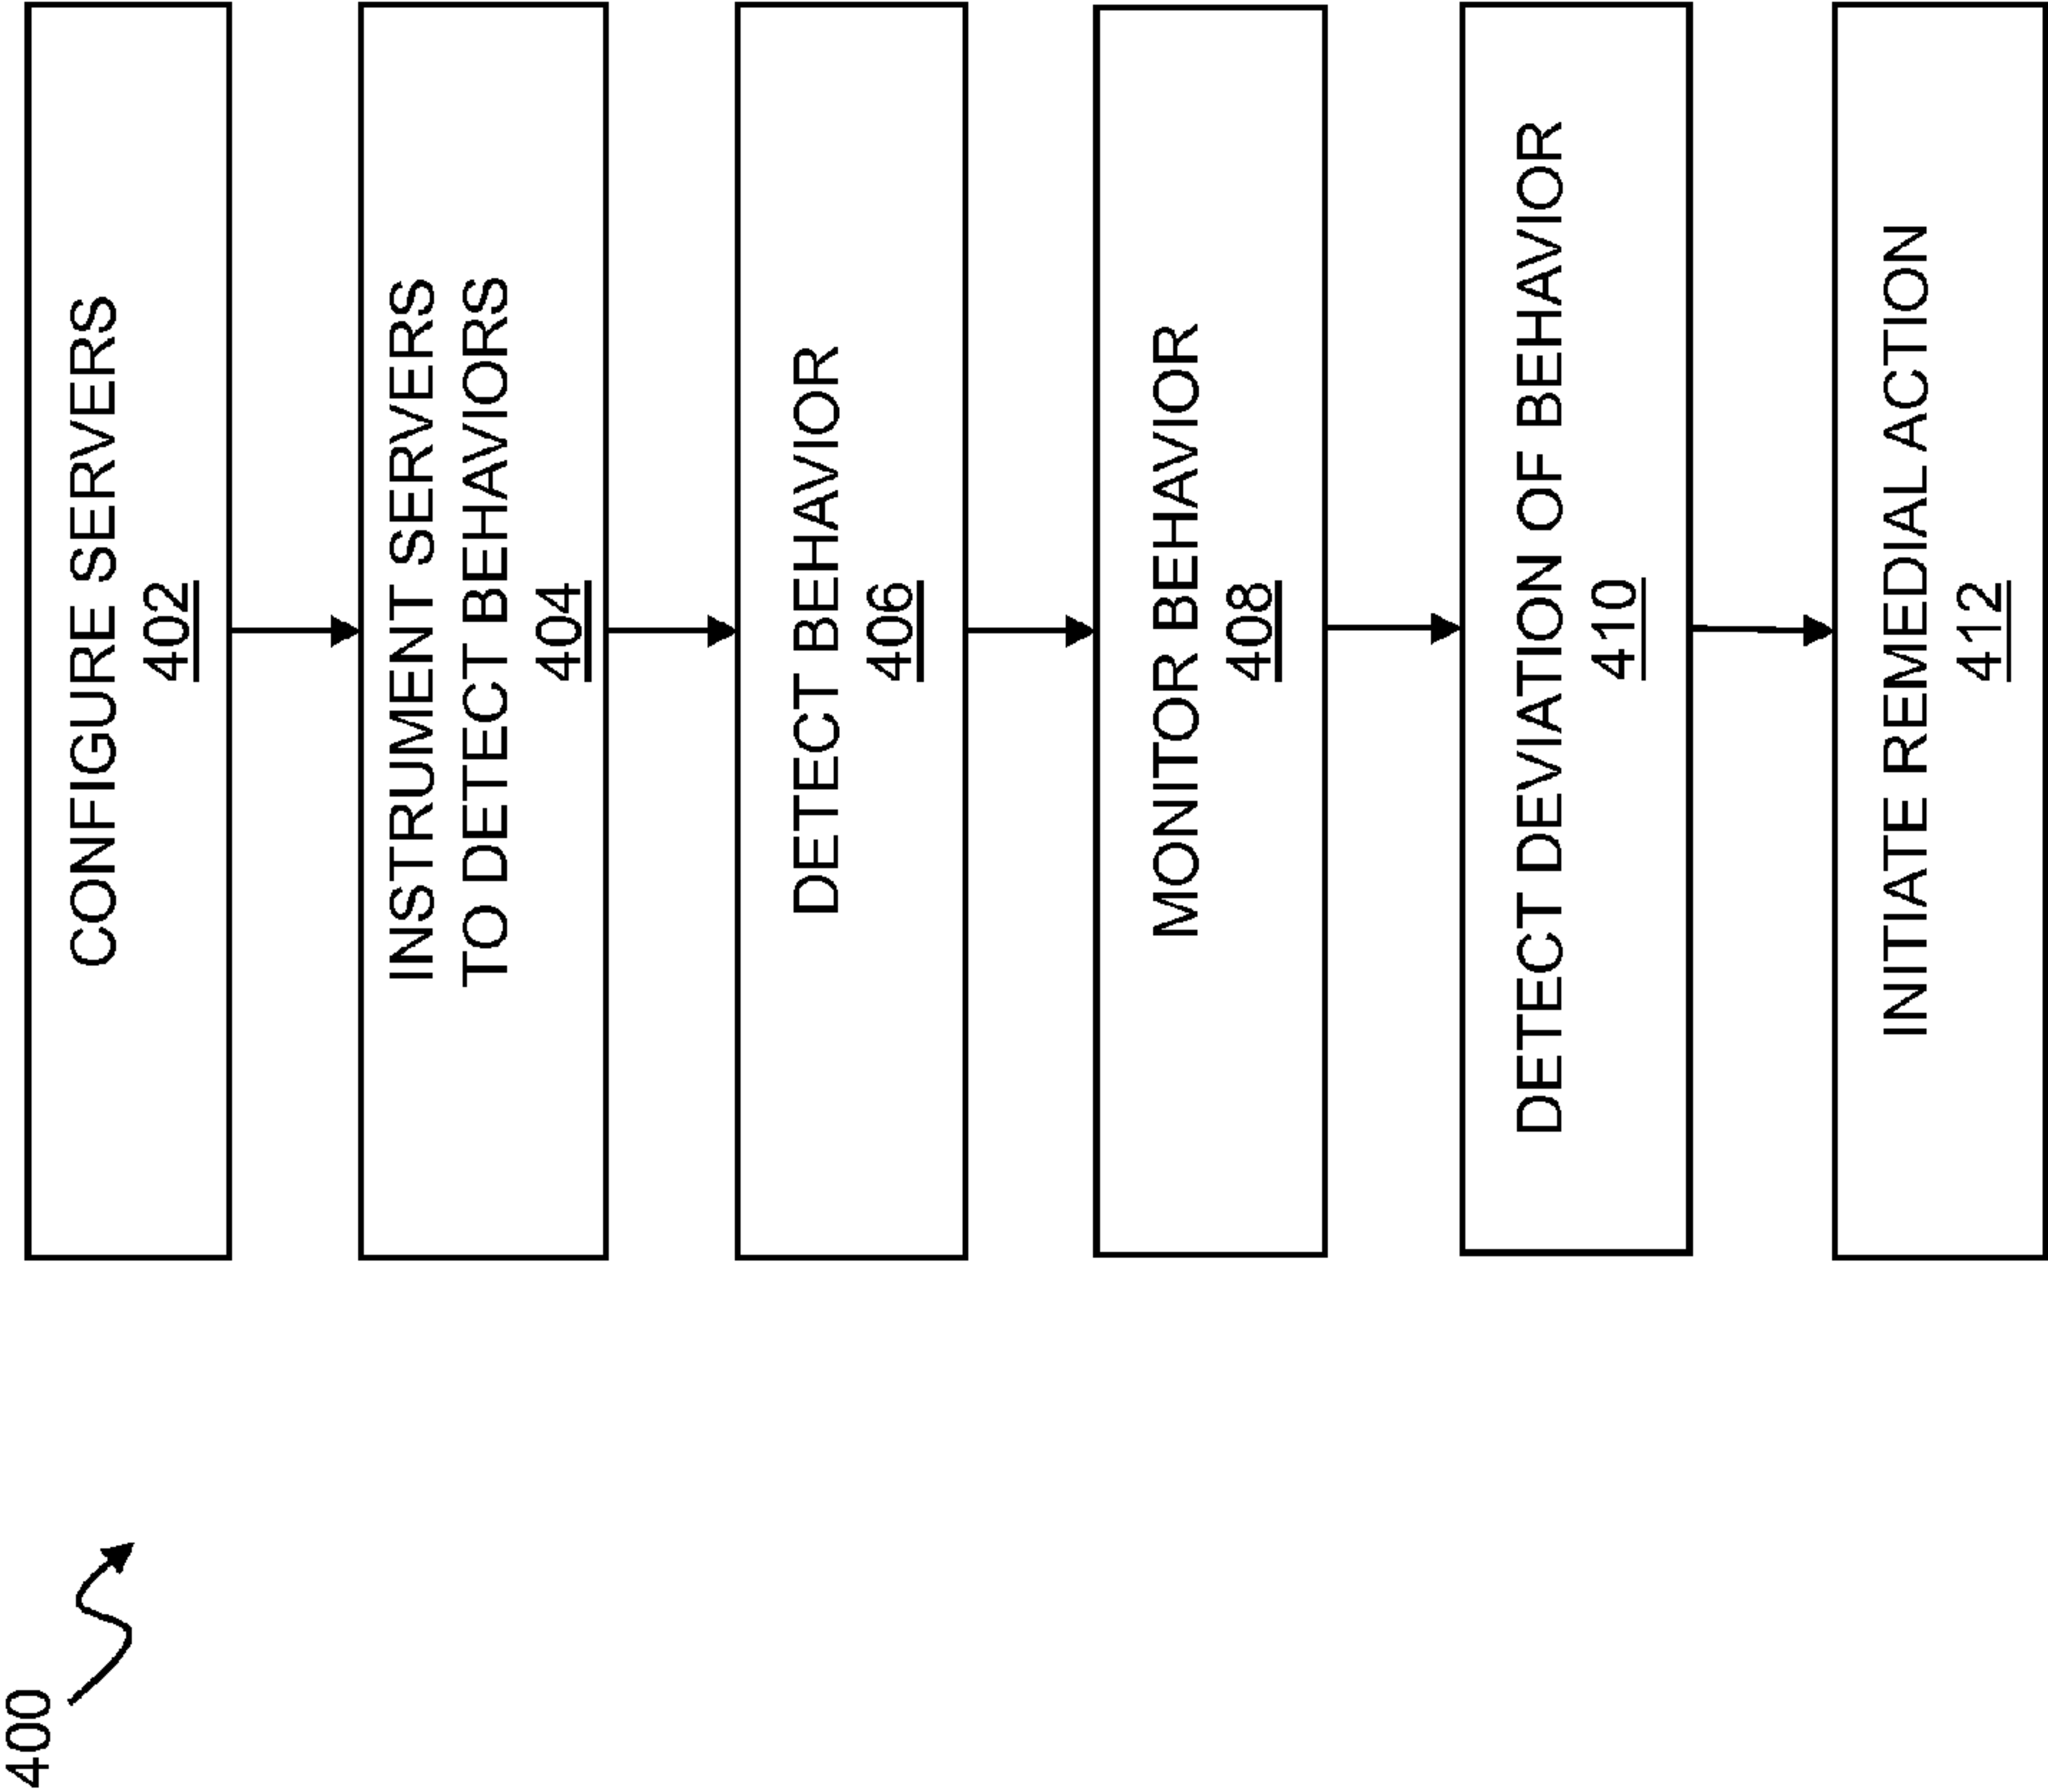 400
CONFIGURE SERVERS
402
INSTRUMENT SERVERS
TO DETECT BEHAVIORS
404
DETECT BEHAVIOR
406
MONITOR BEHAVIOR
408
DETECT DEVIATION OF BEHAVIOR
410
INITIATE REMEDIAL ACTION
412